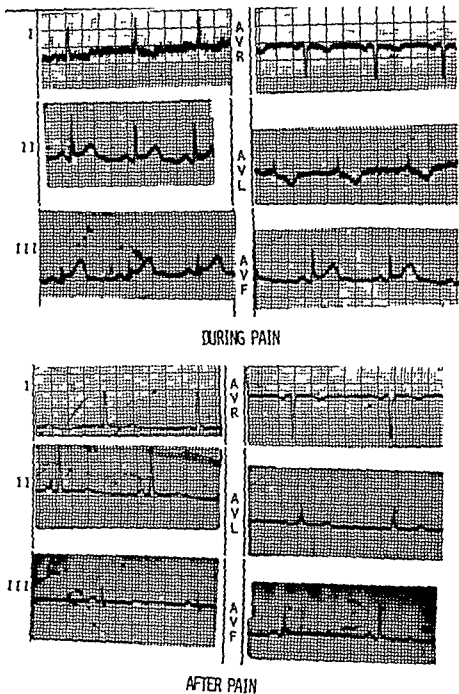 I
AVR
II
AVL
III
AVF
DURING PAIN
I
AVR
II
AVL
III
AVF
AFTER PAIN